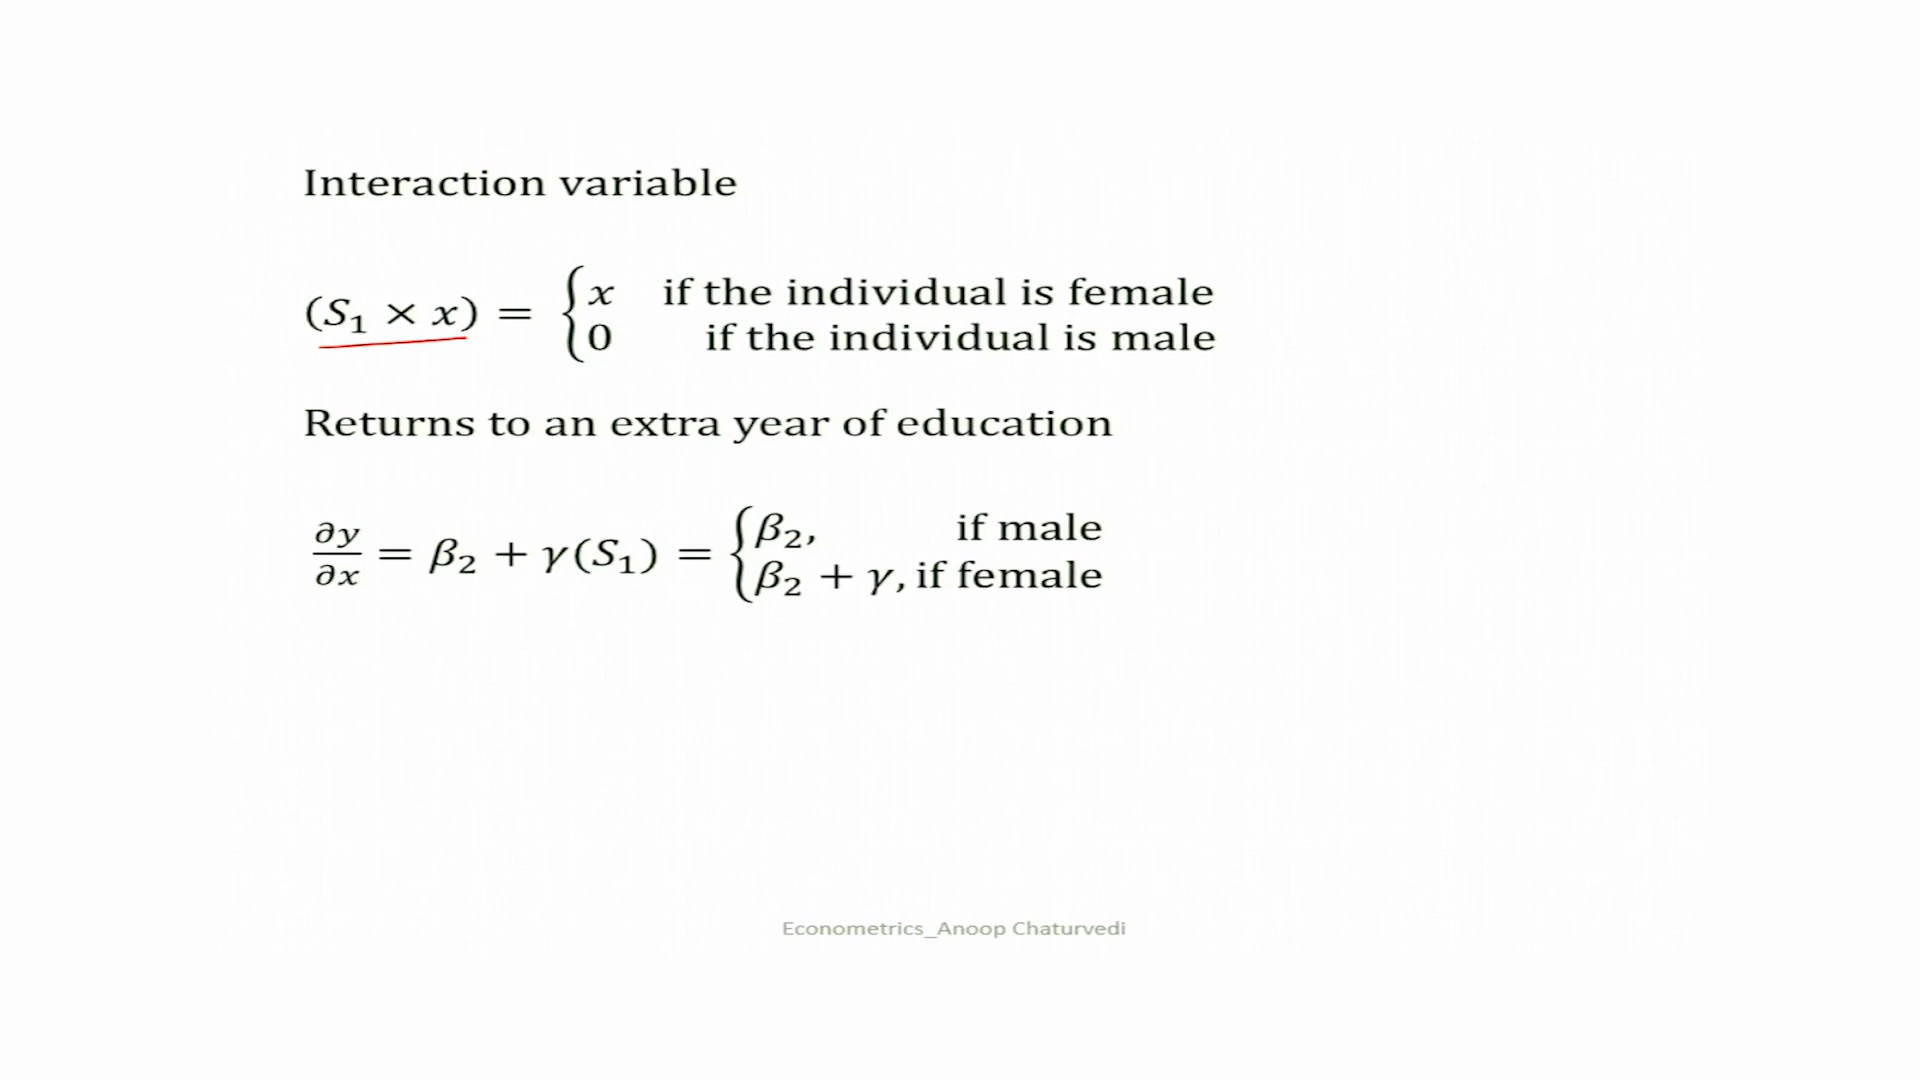 Interaction variable
(S₁ × x) = { x if the individual is female
0 if the individual is male
Returns to an extra year of education
∂y/∂x = β₂ + γ(S₁) = { β₂, if male
β₂ + γ, if female
Econometrics_Anoop Chaturvedi